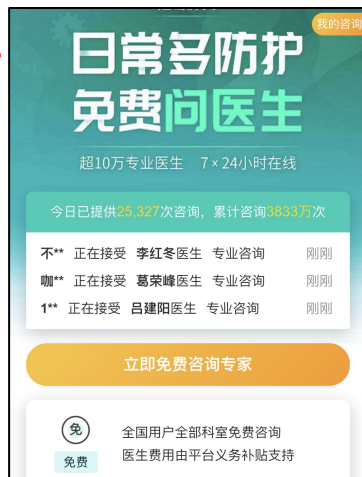 我的咨询
日常多防护
免费问医生
超10万专业医生 7×24小时在线
今日已提供25,327次咨询，累计咨询3833万次
不** 正在接受 李红冬医生 专业咨询 刚刚
咖** 正在接受 葛荣峰医生 专业咨询 刚刚
1** 正在接受 吕建阳医生 专业咨询 刚刚
立即免费咨询专家
免 全国用户全部科室免费咨询
免费 医生费用由平台义务补贴支持